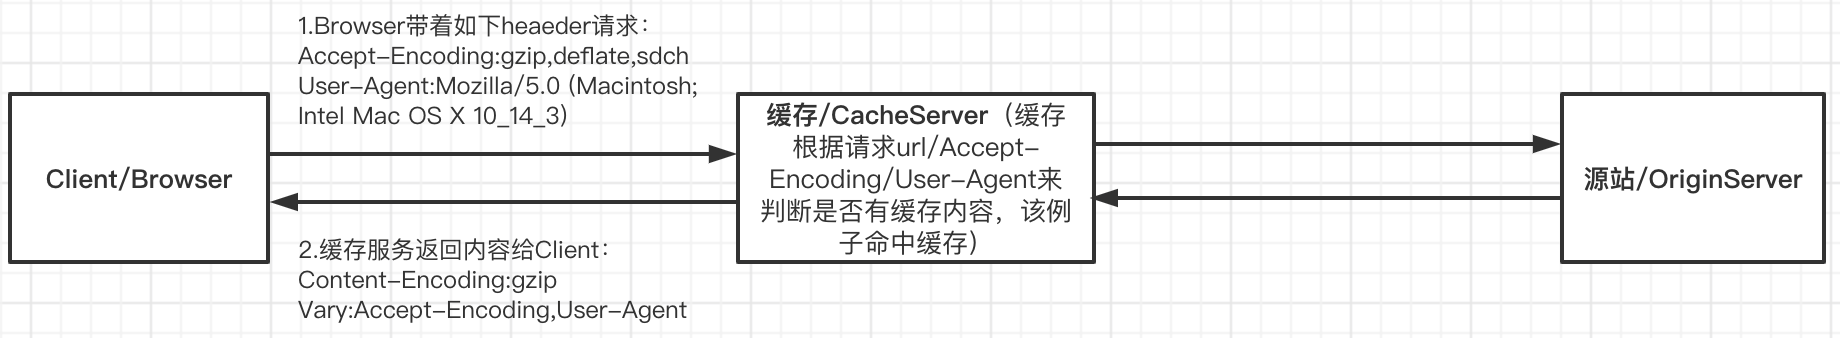 1.Browser带着如下heaeder请求：
Accept-Encoding:gzip,deflate,sdch
User-Agent:Mozilla/5.0 (Macintosh;
Intel Mac OS X 10_14_3)
Client/Browser
2.缓存服务返回内容给Client：
Content-Encoding:gzip
Vary:Accept-Encoding,User-Agent
缓存/CacheServer（缓存
根据请求url/Accept-
Encoding/User-Agent来
判断是否有缓存内容，该例
子命中缓存）
源站/OriginServer